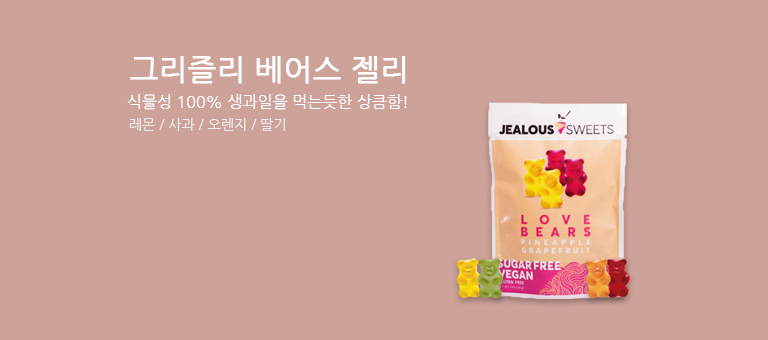 그리즐리 베어스 젤리
식물성 100% 생과일을 먹는듯한 상큼함!
레몬 / 사과 / 오렌지 / 딸기
JEALOUS SWEETS
LOVE
BEARS
PINEAPPLE
GRAPEFRUIT
SUGAR FREE
VEGAN
GLUTEN FREE